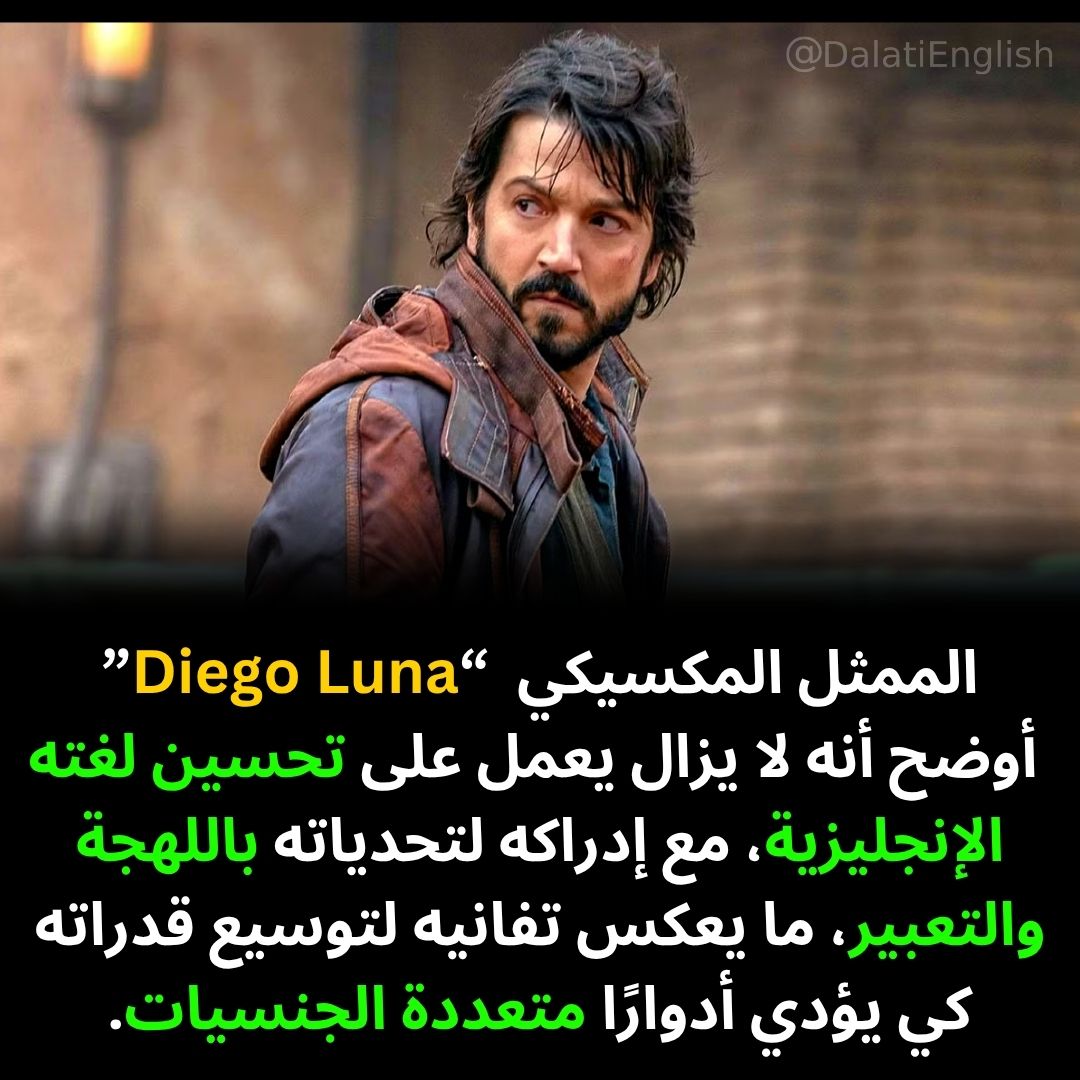 @DalatiEnglish
الممثل المكسيكي “Diego Luna”
أوضح أنه لا يزال يعمل على تحسين لغته
الإنجليزية، مع إدراكه لتحدياته باللهجة
والتعبير، ما يعكس تفانيه لتوسيع قدراته
كي يؤدي أدوارًا متعددة الجنسيات.